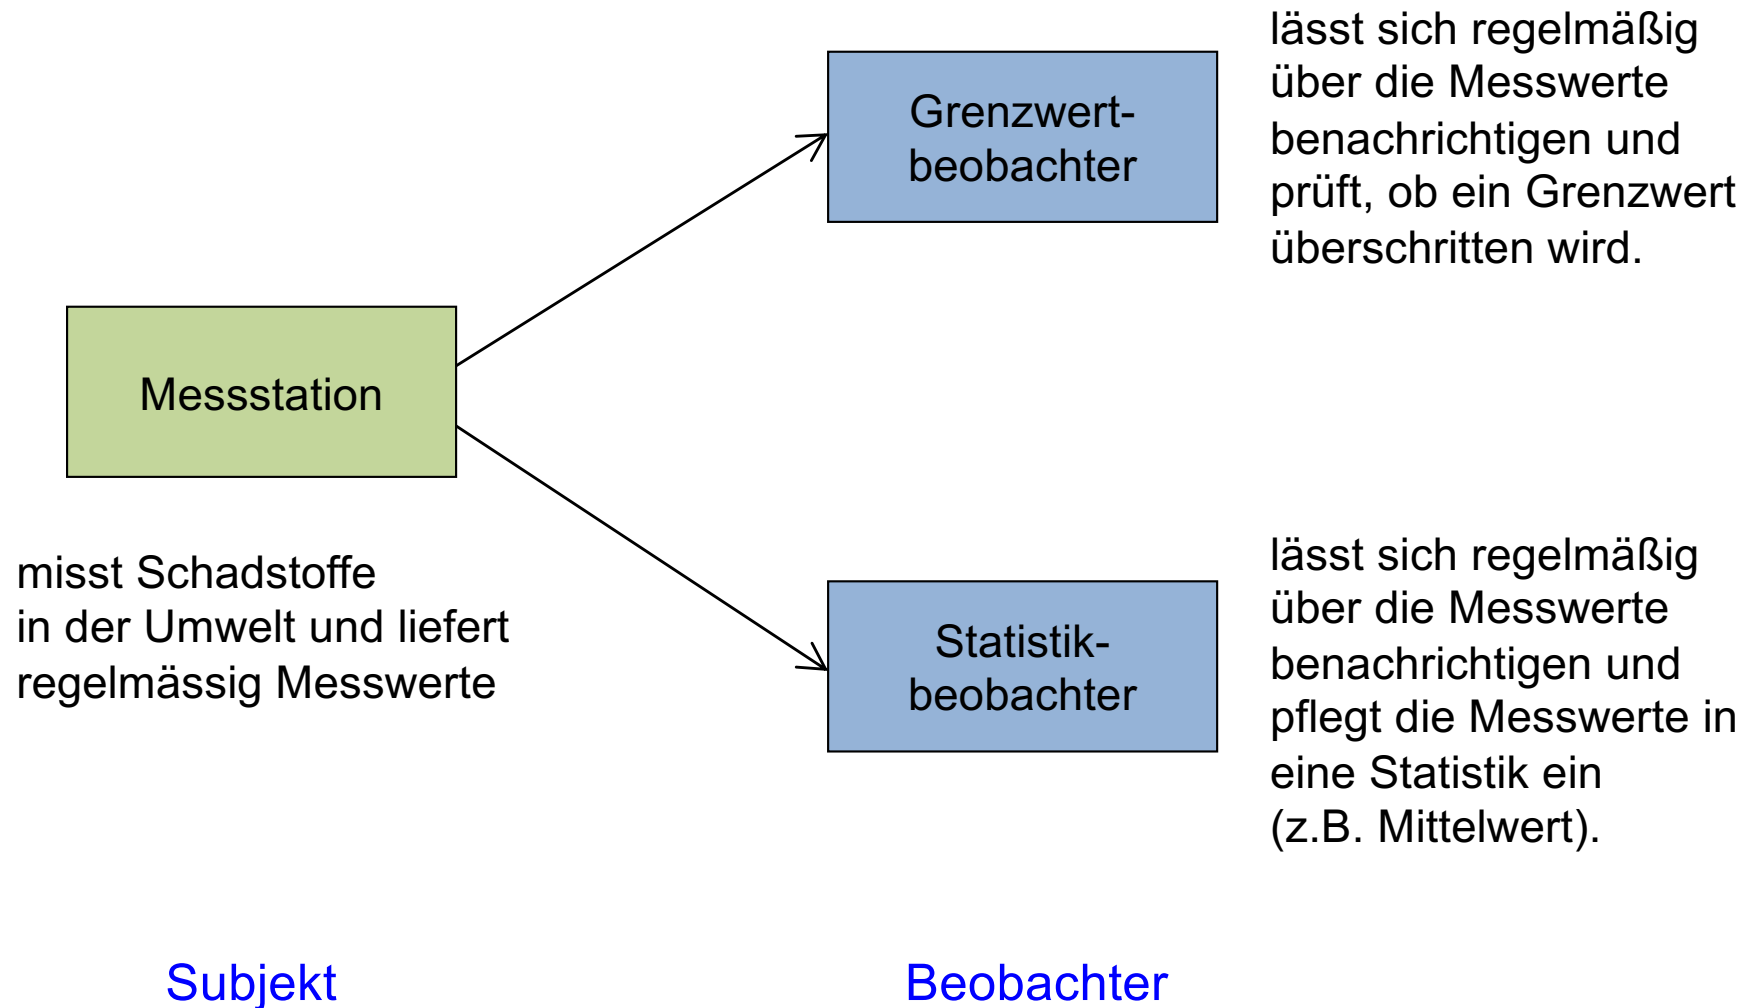 lässt sich regelmäßig
über die Messwerte
benachrichtigen und
prüft, ob ein Grenzwert
überschritten wird.
Grenzwert-
beobachter
Messstation
misst Schadstoffe
in der Umwelt und liefert
regelmässig Messwerte
Statistik-
beobachter
lässt sich regelmäßig
über die Messwerte
benachrichtigen und
pflegt die Messwerte in
eine Statistik ein
(z.B. Mittelwert).
Subjekt
Beobachter